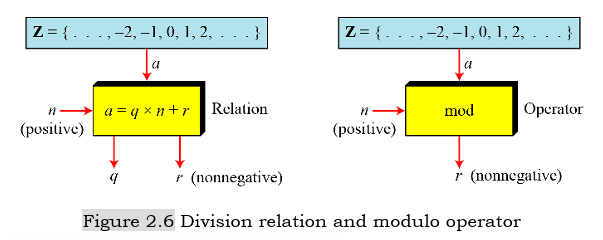 Z = { . . . , –2, –1, 0, 1, 2, . . . }
a
n
(positive)
a = q × n + r
Relation
q
r (nonnegative)
Z = { . . . , –2, –1, 0, 1, 2, . . . }
a
n
(positive)
mod
Operator
r (nonnegative)
Figure 2.6 Division relation and modulo operator